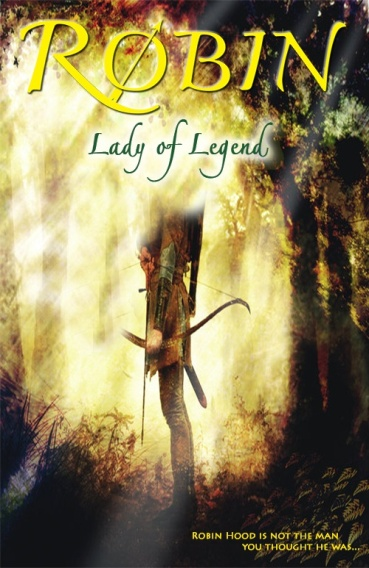 RØBIN
Lady of Legend
ROBIN HOOD IS NOT THE MAN
YOU THOUGHT HE WAS...